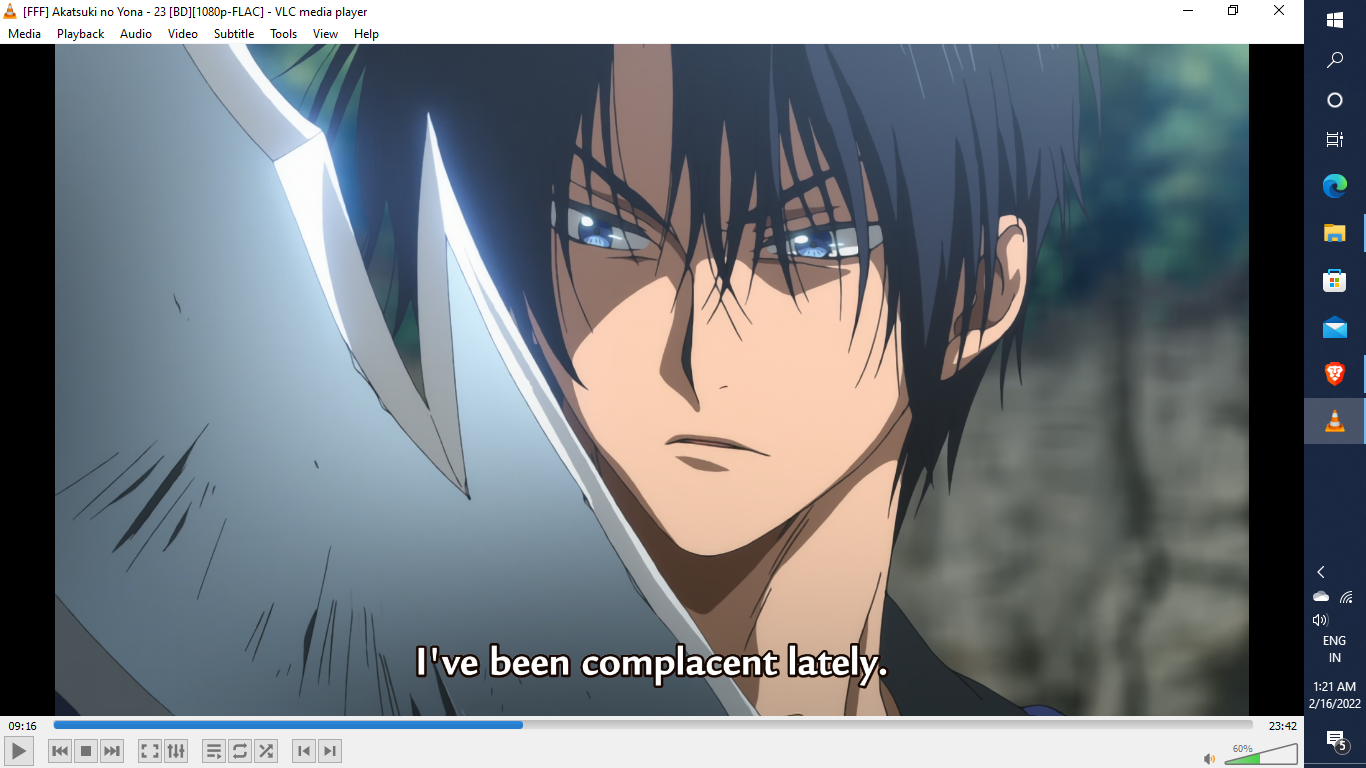 [FFF] Akatsuki no Yona - 23 [BD][1080p-FLAC] - VLC media player
Media Playback Audio Video Subtitle Tools View Help
I've been complacent lately.
09:16
23:42
60%
ENG
IN
1:21 AM
2/16/2022
5